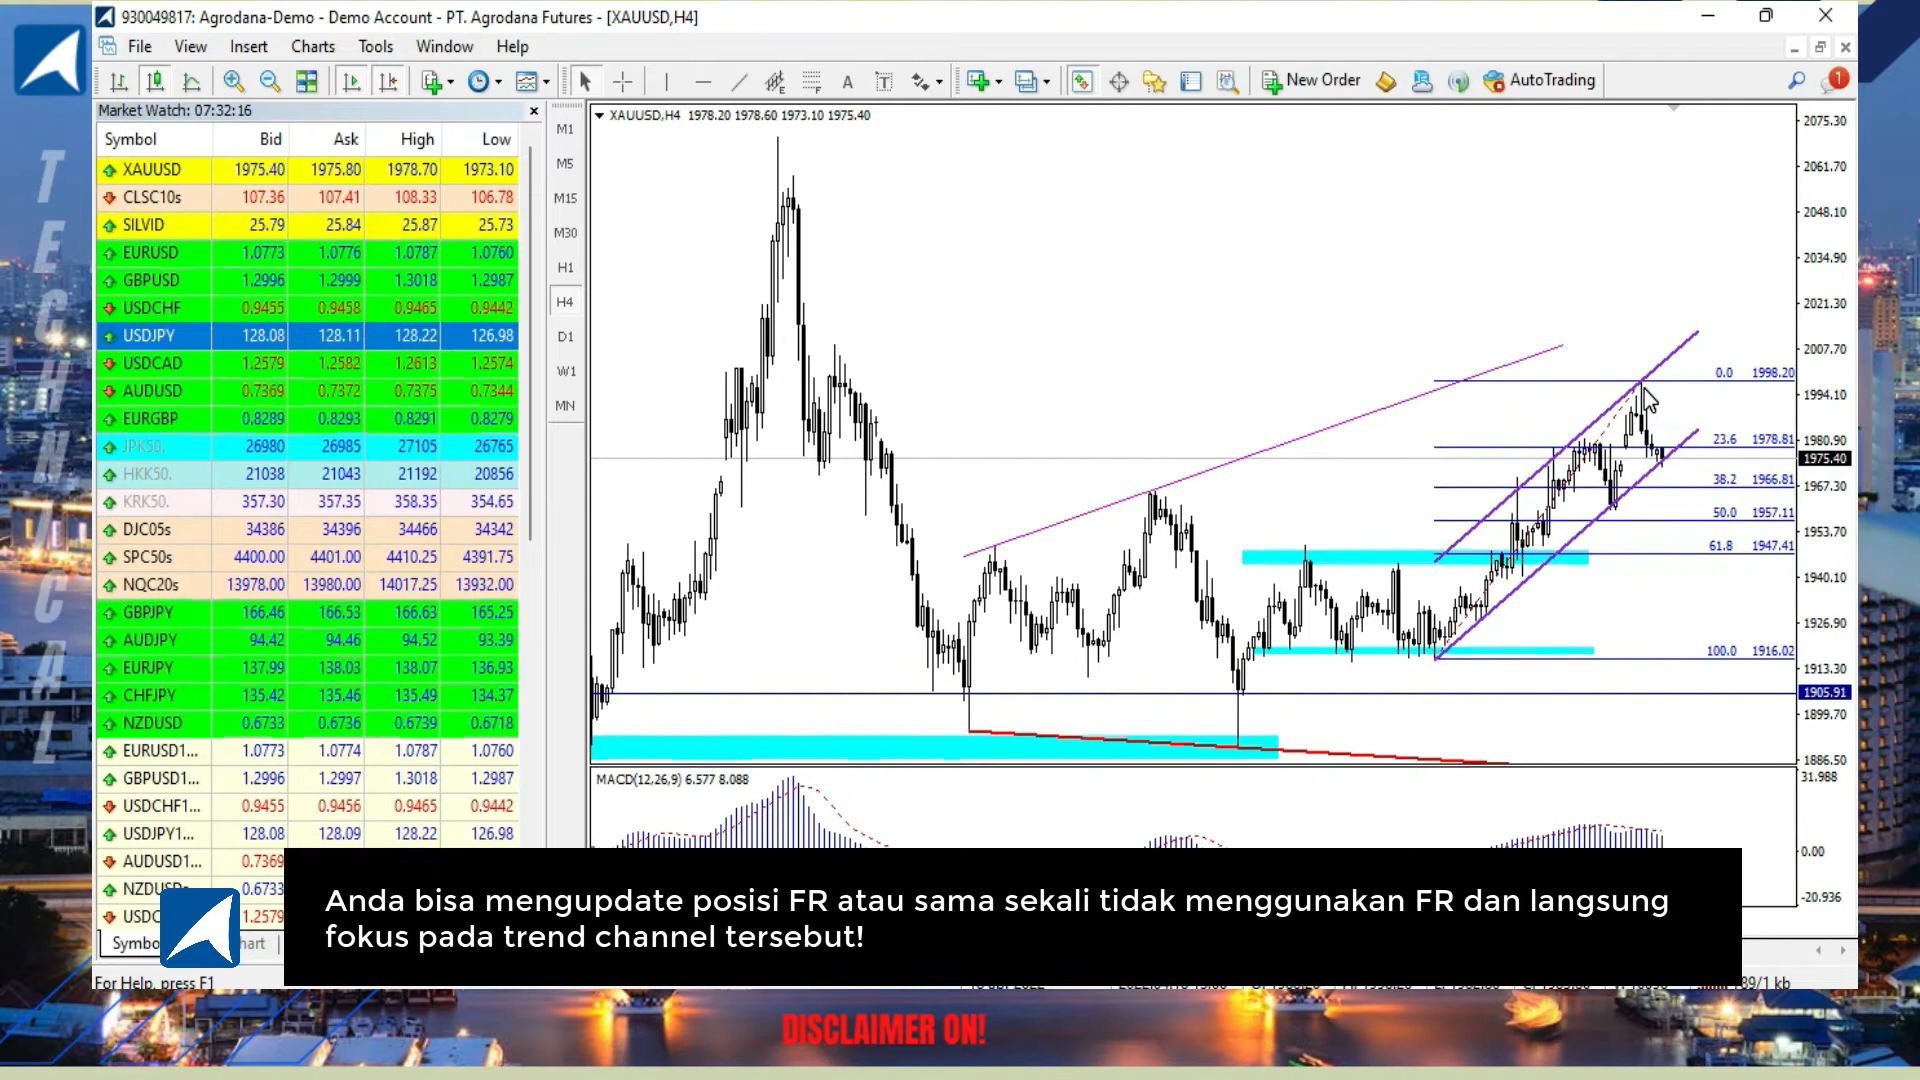 930049817: Agrodana-Demo - Demo Account - PT. Agrodana Futures - [XAUUSD,H4]
File View Insert Charts Tools Window Help
New Order AutoTrading 1
Market Watch: 07:32:16
Symbol Bid Ask High Low
XAUUSD 1975.40 1975.80 1978.70 1973.10
CLSC10s 107.36 107.41 108.33 106.78
SILVID 25.79 25.84 25.87 25.73
EURUSD 1.0773 1.0776 1.0787 1.0760
GBPUSD 1.2996 1.2999 1.3018 1.2987
USDCHF 0.9455 0.9458 0.9465 0.9442
USDJPY 128.08 128.11 128.22 126.98
USDCAD 1.2579 1.2582 1.2613 1.2574
AUDUSD 0.7369 0.7372 0.7375 0.7344
EURGBP 0.8289 0.8293 0.8291 0.8279
JPK50. 26980 26985 27105 26765
HKK50. 21038 21043 21192 20856
KRK50. 357.30 357.35 358.35 354.65
DJC05s 34386 34396 34466 34342
SPC50s 4400.00 4401.00 4410.25 4391.75
NQC20s 13978.00 13980.00 14017.25 13932.00
GBPJPY 166.46 166.53 166.63 165.25
AUDJPY 94.42 94.46 94.52 93.39
EURJPY 137.99 138.03 138.07 136.93
CHFJPY 135.42 135.46 135.49 134.37
NZDUSD 0.6733 0.6736 0.6739 0.6718
EURUSD1... 1.0773 1.0774 1.0787 1.0760
GBPUSD1... 1.2996 1.2997 1.3018 1.2987
USDCHF1... 0.9455 0.9456 0.9465 0.9442
USDJPY1... 128.08 128.09 128.22 126.98
AUDUSD1... 0.7369
NZDUSD 0.6733
USDC 1.2579
Symbo hart
For Help, press F1
M1
M5
M15
M30
H1
H4
D1
W1
MN
XAUUSD,H4 1978.20 1978.60 1973.10 1975.40
0.0 1998.20
23.6 1978.81
38.2 1966.81
50.0 1957.11
61.8 1947.41
100.0 1916.02
2075.30
2061.70
2048.10
2034.90
2021.30
2007.70
1994.10
1980.90
1975.40
1967.30
1953.70
1940.10
1926.90
1913.30
1905.91
1899.70
1886.50
MACD(12,26,9) 6.577 8.088
31.988
0.00
-20.936
Anda bisa mengupdate posisi FR atau sama sekali tidak menggunakan FR dan langsung
fokus pada trend channel tersebut!
89/1 kb
TECHNICAL
DISCLAIMER ON!